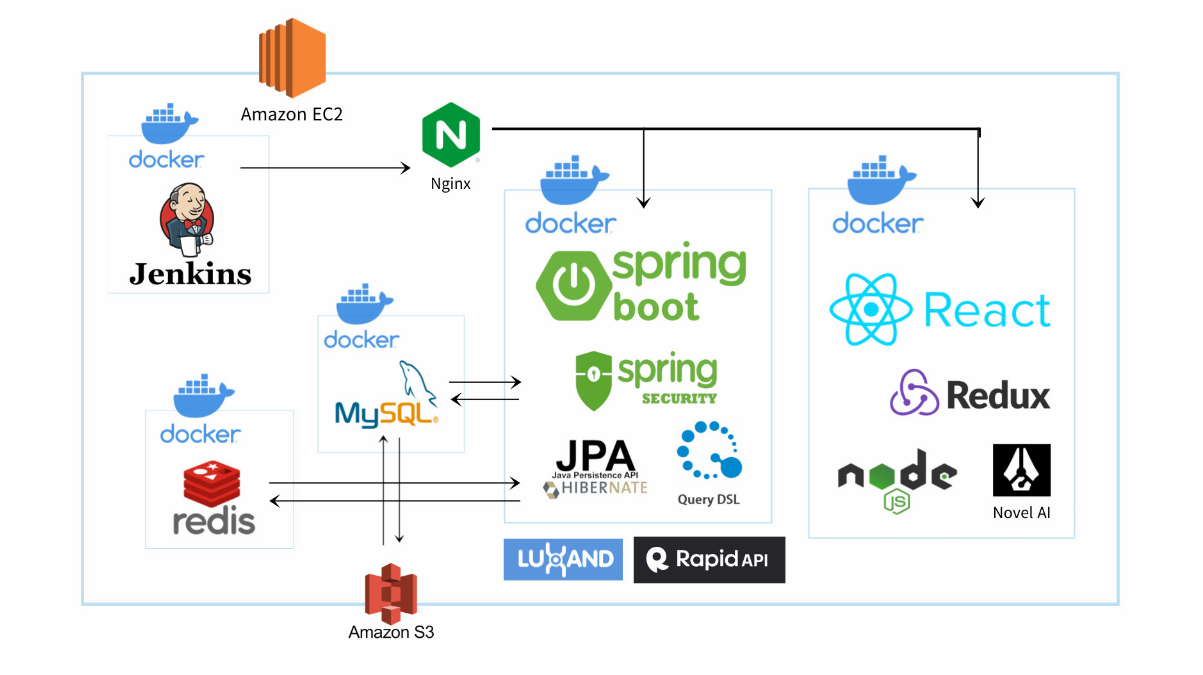 Amazon EC2
docker
Jenkins
N
Nginx
docker
spring
boot
spring
SECURITY
JPA
Java Persistence API
HIBERNATE
Query DSL
docker
React
Redux
node
JS
Novel AI
docker
MySQL
docker
redis
LUXAND
Rapid API
Amazon S3